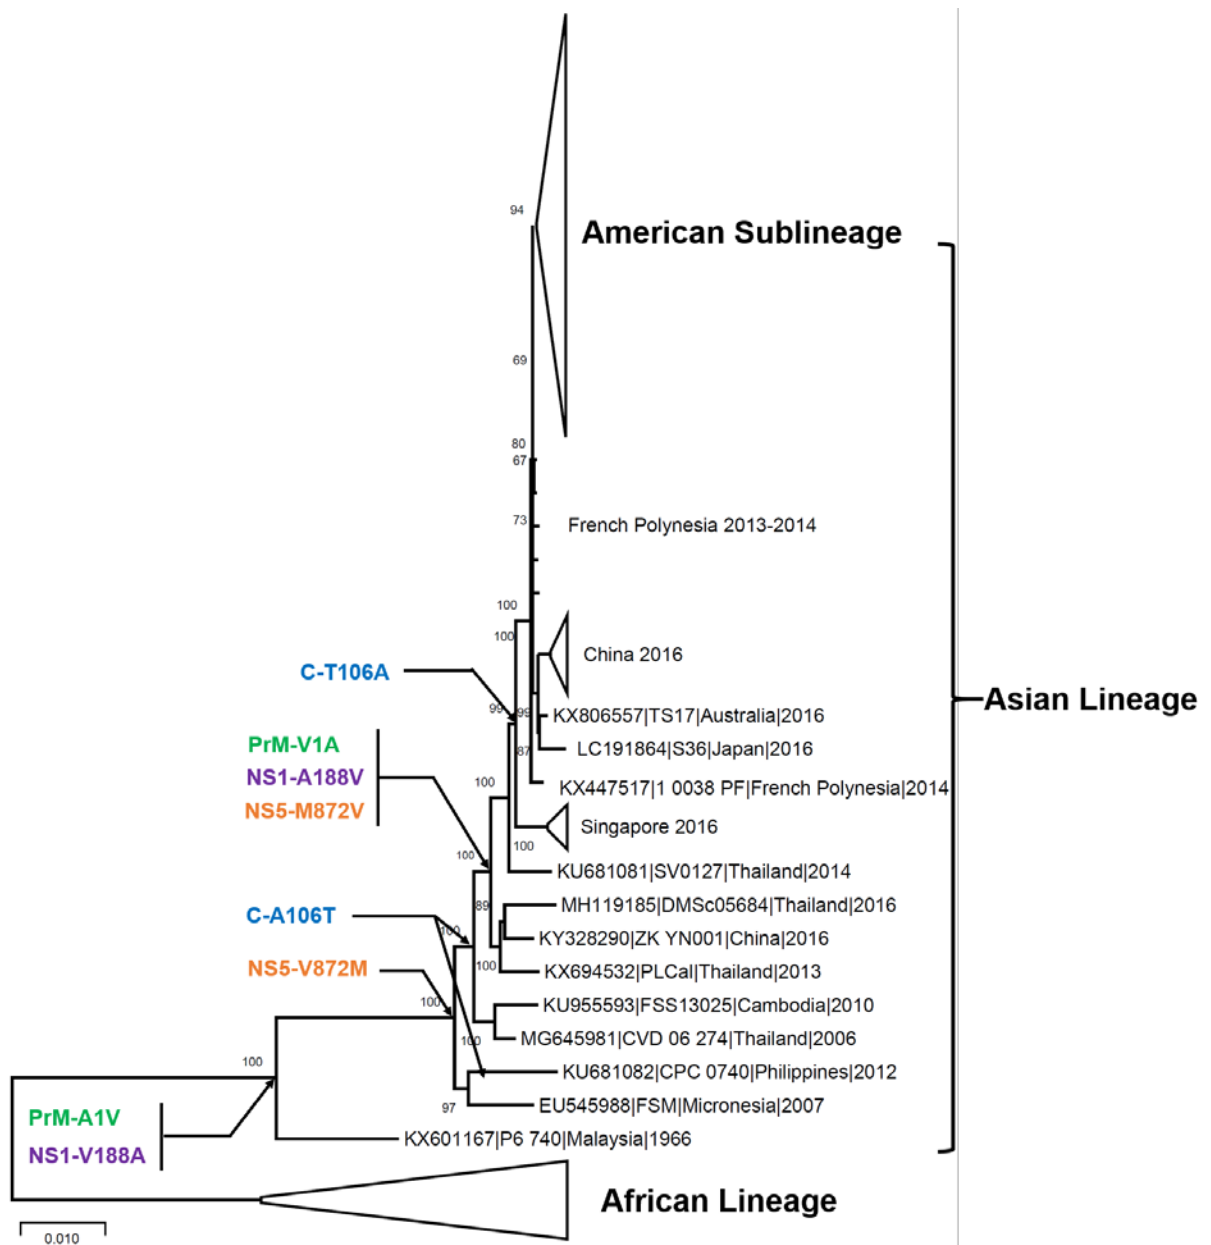 94
American Sublineage
69
80
67
73
French Polynesia 2013-2014
100
100
China 2016
C-T106A
99
99
KX806557|TS17|Australia|2016
Asian Lineage
PrM-V1A
87
LC191864|S36|Japan|2016
NS1-A188V
100
KX447517|1 0038 PF|French Polynesia|2014
NS5-M872V
Singapore 2016
100
100
KU681081|SV0127|Thailand|2014
89
MH119185|DMSc05684|Thailand|2016
C-A106T
100
KY328290|ZK YN001|China|2016
NS5-V872M
100
KX694532|PLCal|Thailand|2013
100
KU955593|FSS13025|Cambodia|2010
100
MG645981|CVD 06 274|Thailand|2006
100
KU681082|CPC 0740|Philippines|2012
PrM-A1V
97
EU545988|FSM|Micronesia|2007
NS1-V188A
KX601167|P6 740|Malaysia|1966
African Lineage
0.010